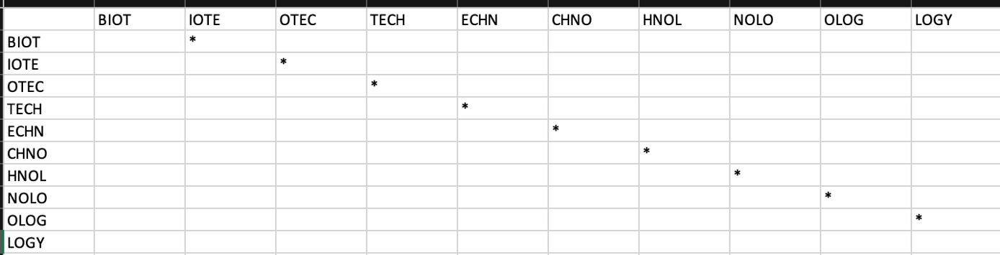 BIOT IOTE OTEC TECH ECHN CHNO HNOL NOLO OLOG LOGY
BIOT *
IOTE *
OTEC *
TECH *
ECHN *
CHNO *
HNOL *
NOLO *
OLOG *
LOGY